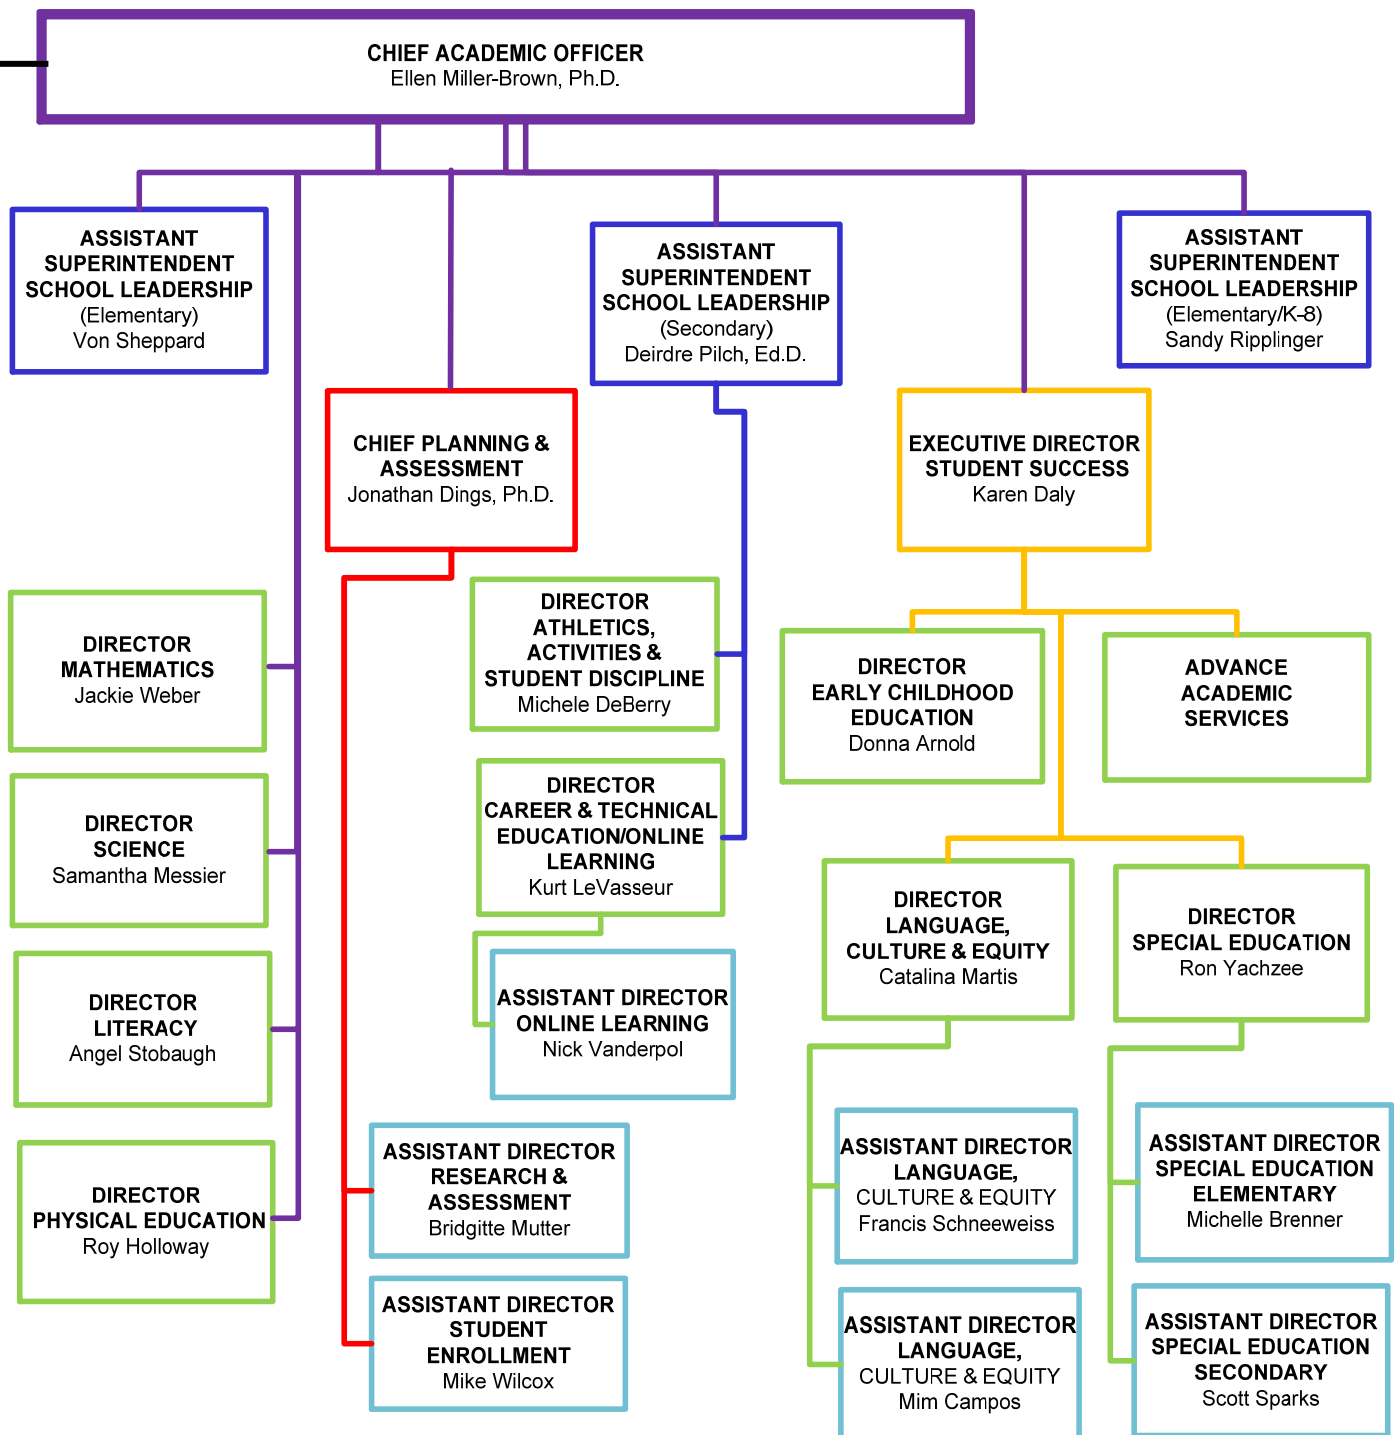 CHIEF ACADEMIC OFFICER
Ellen Miller-Brown, Ph.D.
ASSISTANT
SUPERINTENDENT
SCHOOL LEADERSHIP
(Elementary)
Von Sheppard
ASSISTANT
SUPERINTENDENT
SCHOOL LEADERSHIP
(Secondary)
Deirdre Pilch, Ed.D.
ASSISTANT
SUPERINTENDENT
SCHOOL LEADERSHIP
(Elementary/K-8)
Sandy Ripplinger
CHIEF PLANNING &
ASSESSMENT
Jonathan Dings, Ph.D.
EXECUTIVE DIRECTOR
STUDENT SUCCESS
Karen Daly
DIRECTOR
MATHEMATICS
Jackie Weber
DIRECTOR
ATHLETICS,
ACTIVITIES &
STUDENT DISCIPLINE
Michele DeBerry
DIRECTOR
EARLY CHILDHOOD
EDUCATION
Donna Arnold
ADVANCE
ACADEMIC
SERVICES
DIRECTOR
SCIENCE
Samantha Messier
DIRECTOR
CAREER & TECHNICAL
EDUCATION/ONLINE
LEARNING
Kurt LeVasseur
DIRECTOR
LANGUAGE,
CULTURE & EQUITY
Catalina Martis
DIRECTOR
SPECIAL EDUCATION
Ron Yachzee
DIRECTOR
LITERACY
Angel Stobaugh
ASSISTANT DIRECTOR
ONLINE LEARNING
Nick Vanderpol
DIRECTOR
PHYSICAL EDUCATION
Roy Holloway
ASSISTANT DIRECTOR
RESEARCH &
ASSESSMENT
Bridgitte Mutter
ASSISTANT DIRECTOR
LANGUAGE,
CULTURE & EQUITY
Francis Schneeweiss
ASSISTANT DIRECTOR
SPECIAL EDUCATION
ELEMENTARY
Michelle Brenner
ASSISTANT DIRECTOR
STUDENT
ENROLLMENT
Mike Wilcox
ASSISTANT DIRECTOR
LANGUAGE,
CULTURE & EQUITY
Mim Campos
ASSISTANT DIRECTOR
SPECIAL EDUCATION
SECONDARY
Scott Sparks